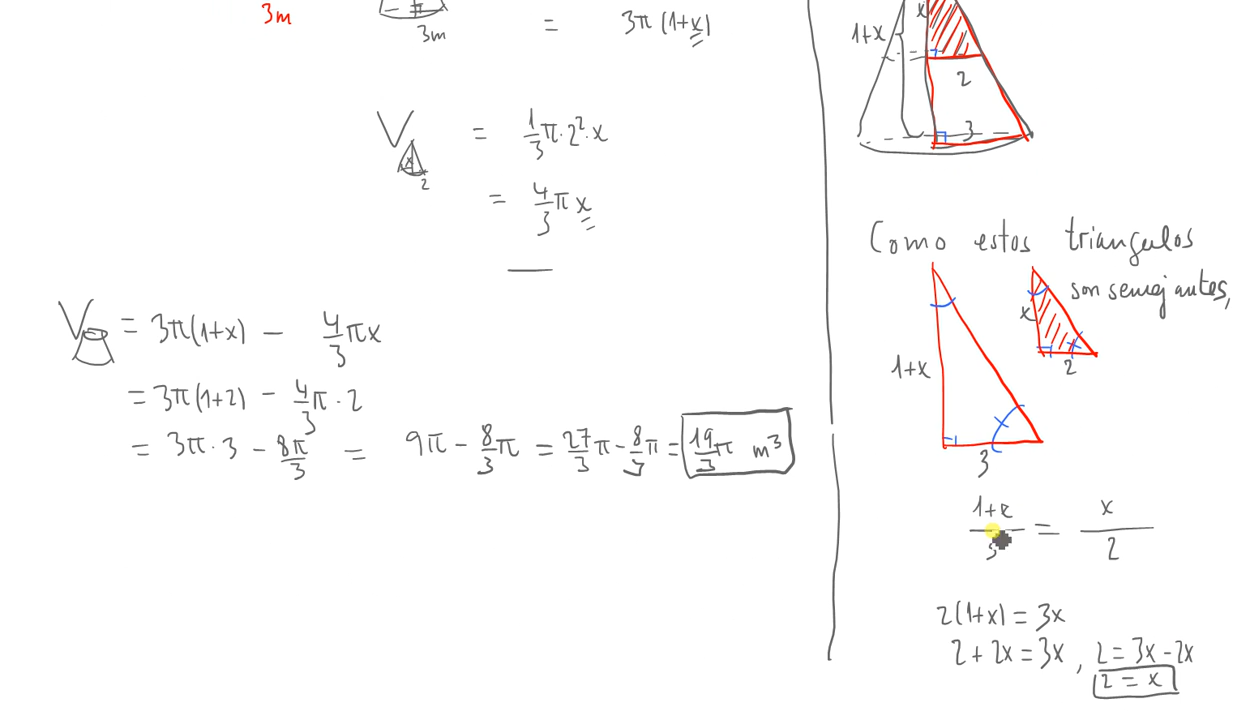 3m
3m
= 3π(1+x)
V = 1/3 π·2²·x
x
2
= 4/3 π x
V = 3π(1+x) - 4/3 πx
= 3π(1+2) - 4/3 π · 2
= 3π·3 - 8π/3 = 9π - 8/3 π = 27/3 π - 8/3 π = 19/3 π m³
x
1+x
2
3
Como estos triangulos
son semejantes,
x
1+x
2
3
1+x/3 = x/2
2(1+x) = 3x
2 + 2x = 3x , 2 = 3x - 2x
2 = x